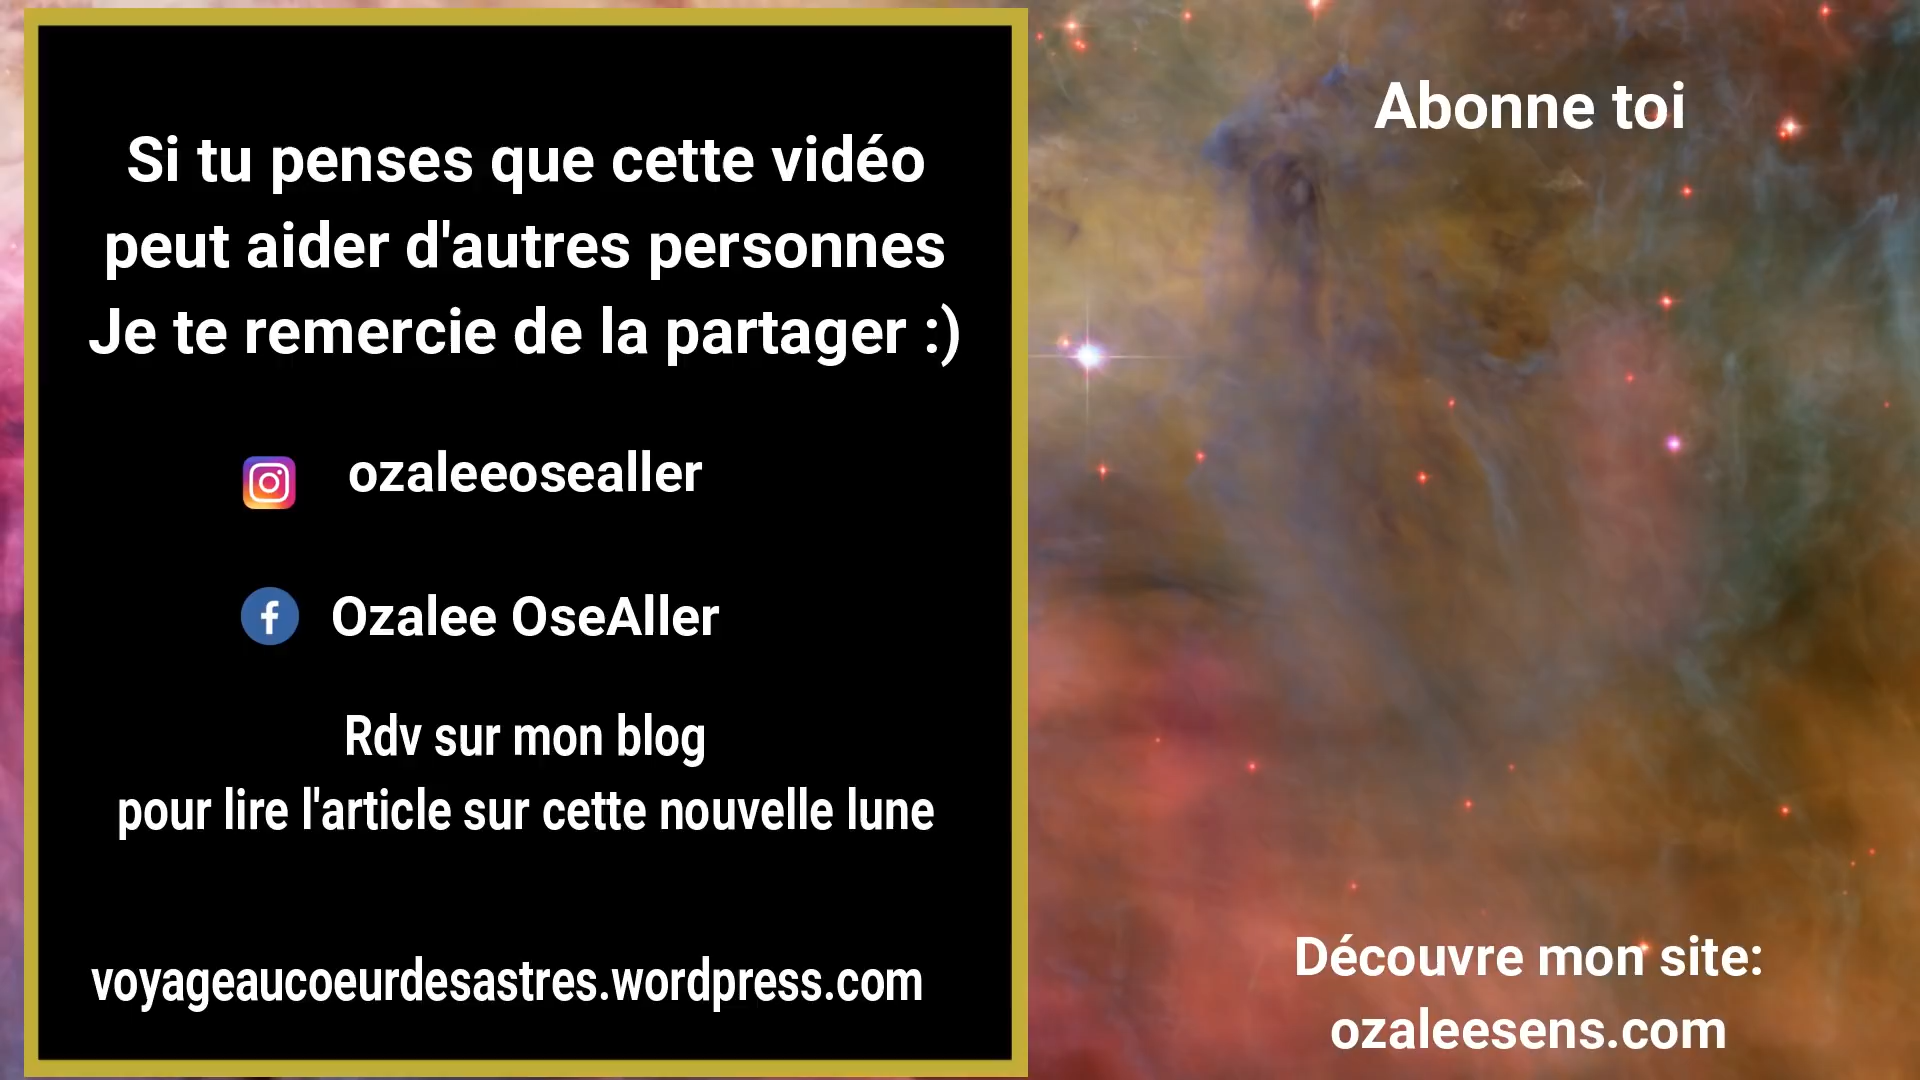 Si tu penses que cette vidéo
peut aider d'autres personnes
Je te remercie de la partager :)
ozaleeosealler
Ozalee OseAller
Rdv sur mon blog
pour lire l'article sur cette nouvelle lune
voyageaucoeurdesastres.wordpress.com
Abonne toi
Découvre mon site:
ozaleesens.com